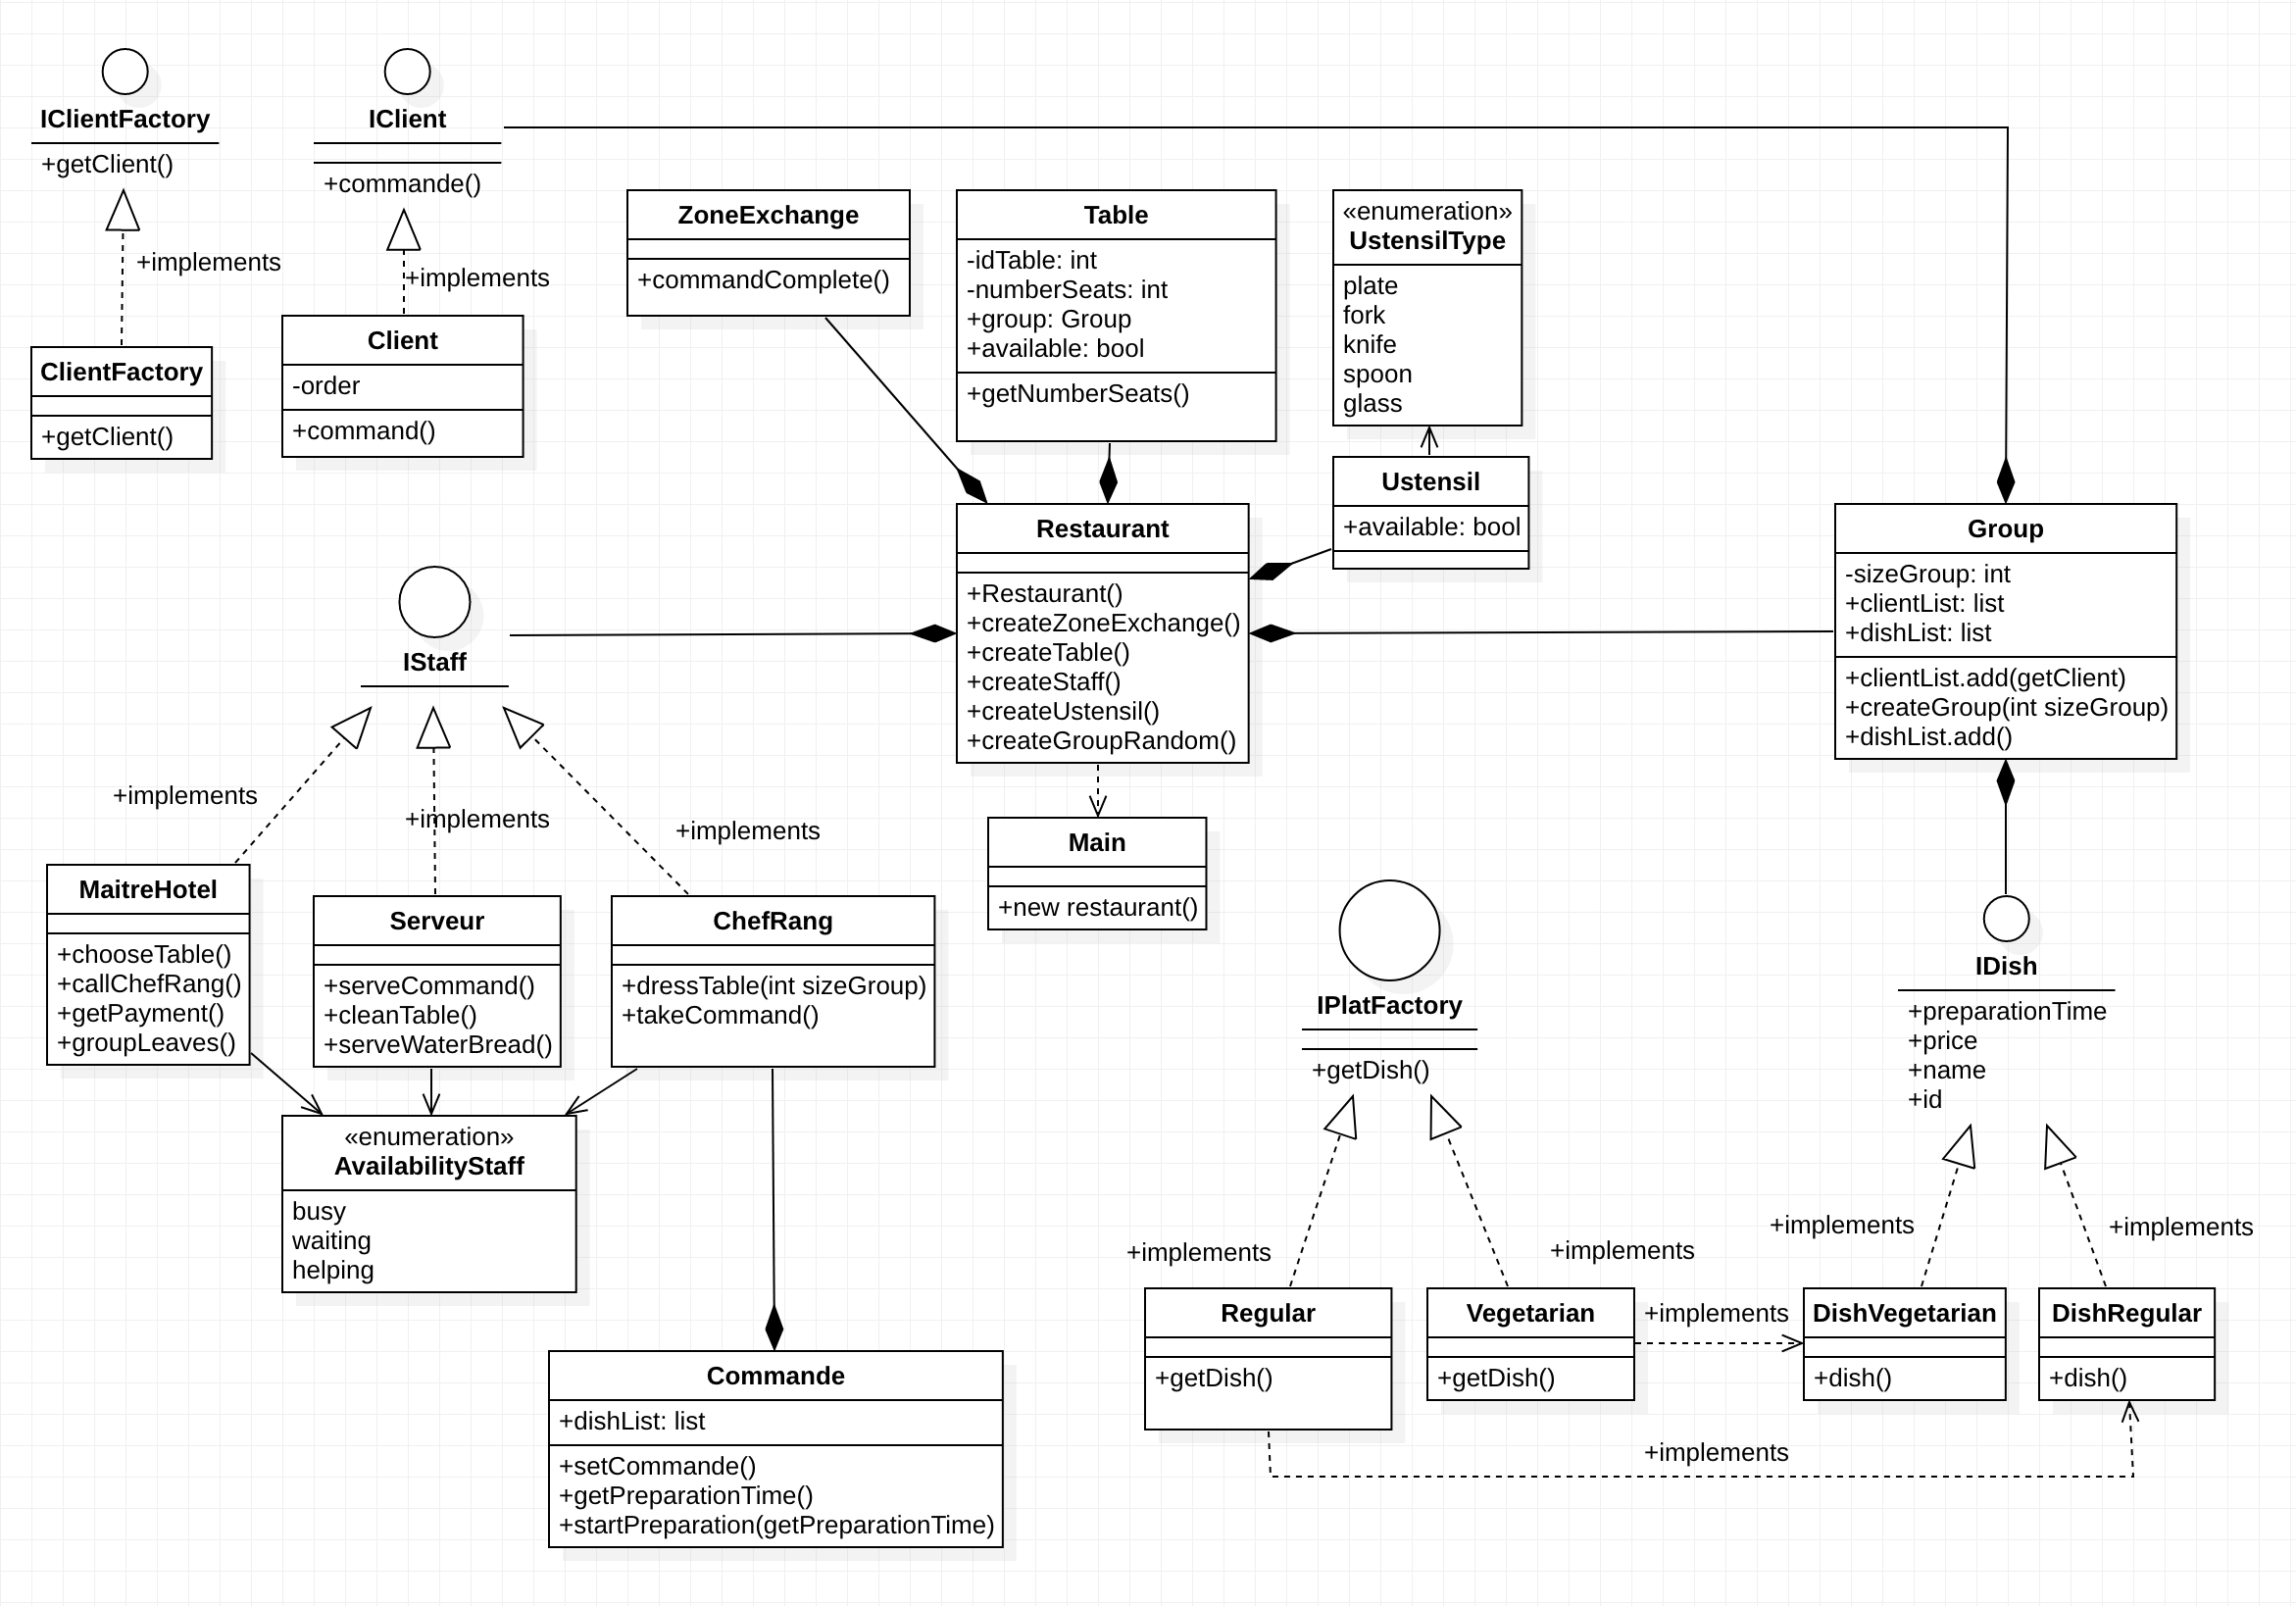 IClientFactory
+getClient()
+implements
ClientFactory
+getClient()
IClient
+commande()
+implements
Client
-order
+command()
ZoneExchange
+commandComplete()
Table
-idTable: int
-numberSeats: int
+group: Group
+available: bool
+getNumberSeats()
«enumeration»
UstensilType
plate
fork
knife
spoon
glass
Ustensil
+available: bool
Restaurant
+Restaurant()
+createZoneExchange()
+createTable()
+createStaff()
+createUstensil()
+createGroupRandom()
Group
-sizeGroup: int
+clientList: list
+dishList: list
+clientList.add(getClient)
+createGroup(int sizeGroup)
+dishList.add()
IStaff
+implements
+implements
+implements
MaitreHotel
+chooseTable()
+callChefRang()
+getPayment()
+groupLeaves()
Serveur
+serveCommand()
+cleanTable()
+serveWaterBread()
ChefRang
+dressTable(int sizeGroup)
+takeCommand()
Main
+new restaurant()
«enumeration»
AvailabilityStaff
busy
waiting
helping
IPlatFactory
+getDish()
IDish
+preparationTime
+price
+name
+id
+implements
+implements
+implements
+implements
Regular
+getDish()
Vegetarian
+getDish()
+implements
DishVegetarian
+dish()
DishRegular
+dish()
+implements
Commande
+dishList: list
+setCommande()
+getPreparationTime()
+startPreparation(getPreparationTime)